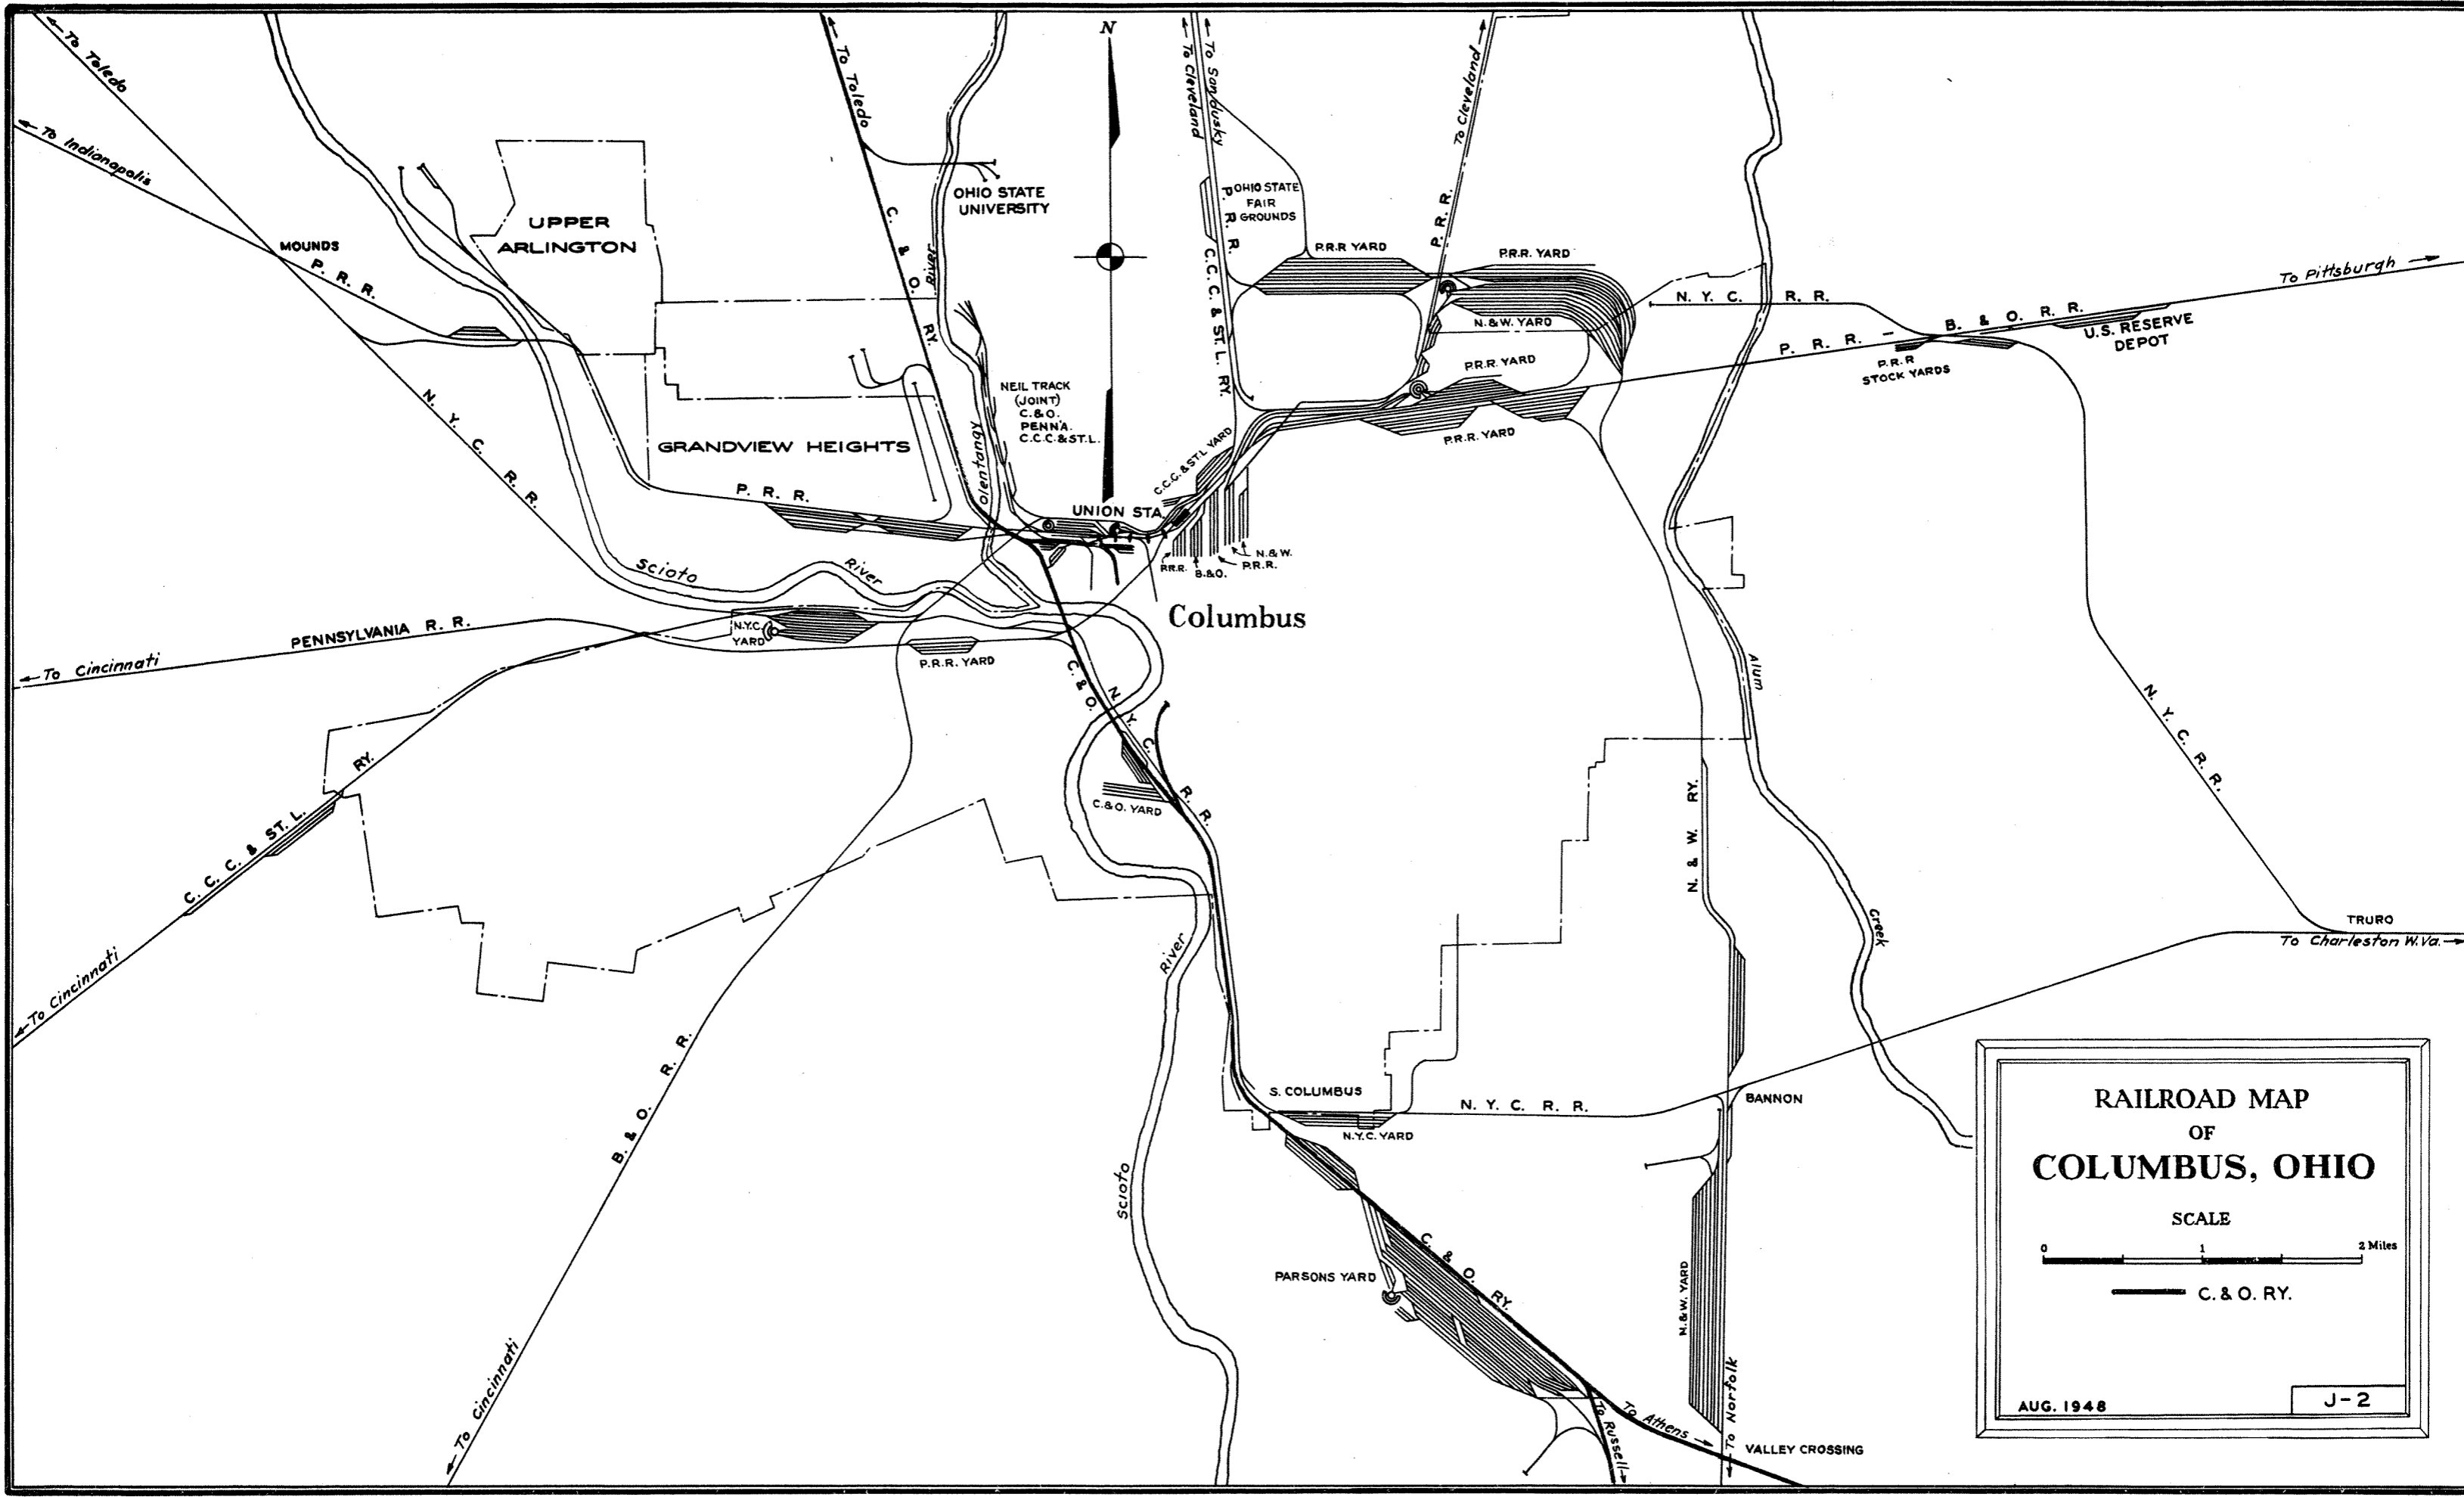 To Toledo
To Indianapolis
MOUNDS
P. R. R.
UPPER
ARLINGTON
To Toledo
C. & O. RY.
OHIO STATE
UNIVERSITY
River
Olentangy
N
To Cleveland
To Sandusky
P. R. R.
C.C.C. & ST. L. RY.
OHIO STATE
FAIR
GROUNDS
To Cleveland
P. R. R.
P.R.R YARD
P.R.R. YARD
N.&W. YARD
P.R.R. YARD
P.R.R. YARD
N. Y. C. R. R.
P. R. R. – B. & O. R. R.
To Pittsburgh
U.S. RESERVE
DEPOT
P.R.R
STOCK YARDS
NEIL TRACK
(JOINT)
C.&O.
PENN'A.
C.C.C.&ST.L.
GRANDVIEW HEIGHTS
N. Y. C. R. R.
P. R. R.
C.C.C.&ST.L YARD
UNION STA.
P.R.R.
B.&O.
P.R.R.
N.&W.
Columbus
Scioto River
PENNSYLVANIA R. R.
To Cincinnati
N.Y.C.
YARD
P.R.R. YARD
C. & O.
N. Y. C. R. R.
C.&O. YARD
C. C. C. & ST. L. RY.
To Cincinnati
B. & O. R. R.
To Cincinnati
Scioto River
Alum Creek
N. & W. RY.
N. Y. C. R. R.
TRURO
To Charleston W.Va.
S. COLUMBUS
N. Y. C. R. R.
N.Y.C. YARD
BANNON
PARSONS YARD
C. & O. RY.
N.&W. YARD
To Norfolk
To Athens
To Russell
VALLEY CROSSING
RAILROAD MAP
OF
COLUMBUS, OHIO
SCALE
0 1 2 Miles
C. & O. RY.
AUG. 1948
J-2